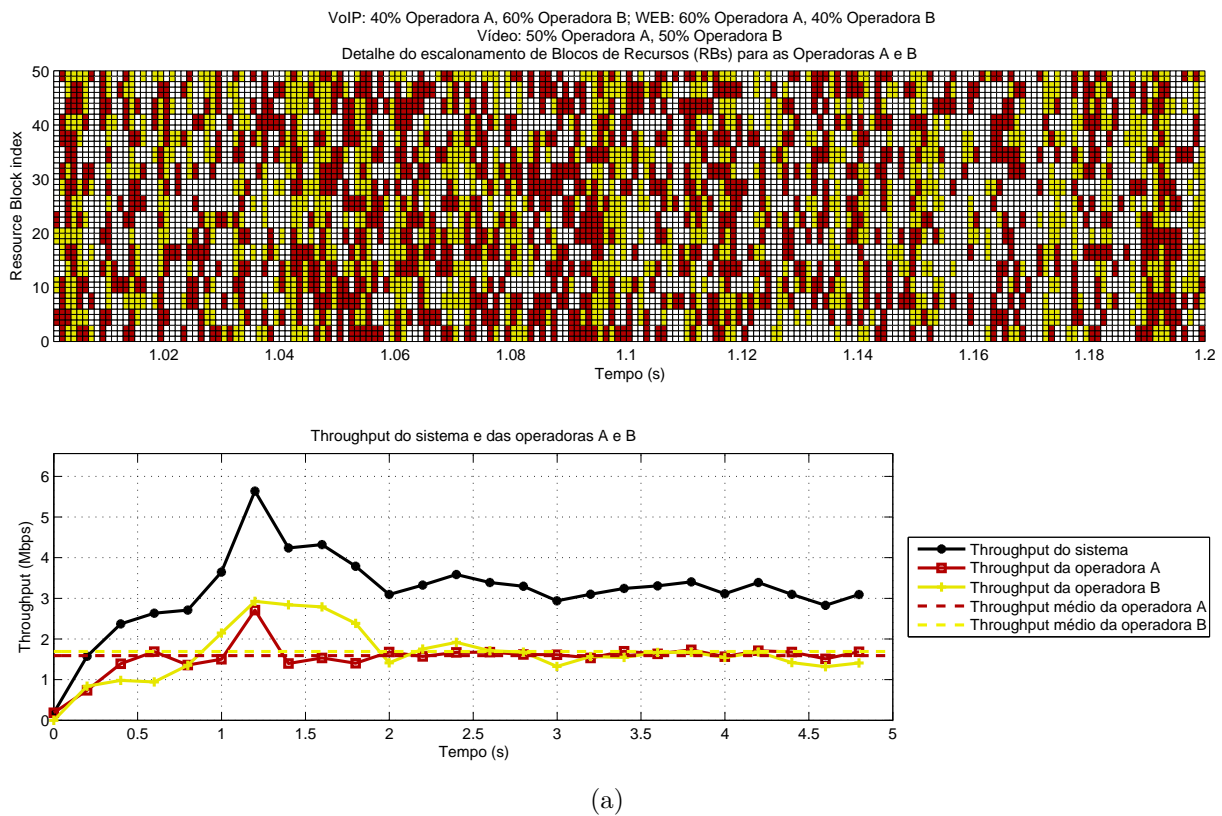 VoIP: 40% Operadora A, 60% Operadora B; WEB: 60% Operadora A, 40% Operadora B
Vídeo: 50% Operadora A, 50% Operadora B
Detalhe do escalonamento de Blocos de Recursos (RBs) para as Operadoras A e B
50
40
30
20
10
0
Resource Block index
1.02 1.04 1.06 1.08 1.1 1.12 1.14 1.16 1.18 1.2
Tempo (s)
Throughput do sistema e das operadoras A e B
6
5
4
3
2
1
0
Throughput (Mbps)
0 0.5 1 1.5 2 2.5 3 3.5 4 4.5 5
Tempo (s)
Throughput do sistema
Throughput da operadora A
Throughput da operadora B
Throughput médio da operadora A
Throughput médio da operadora B
(a)